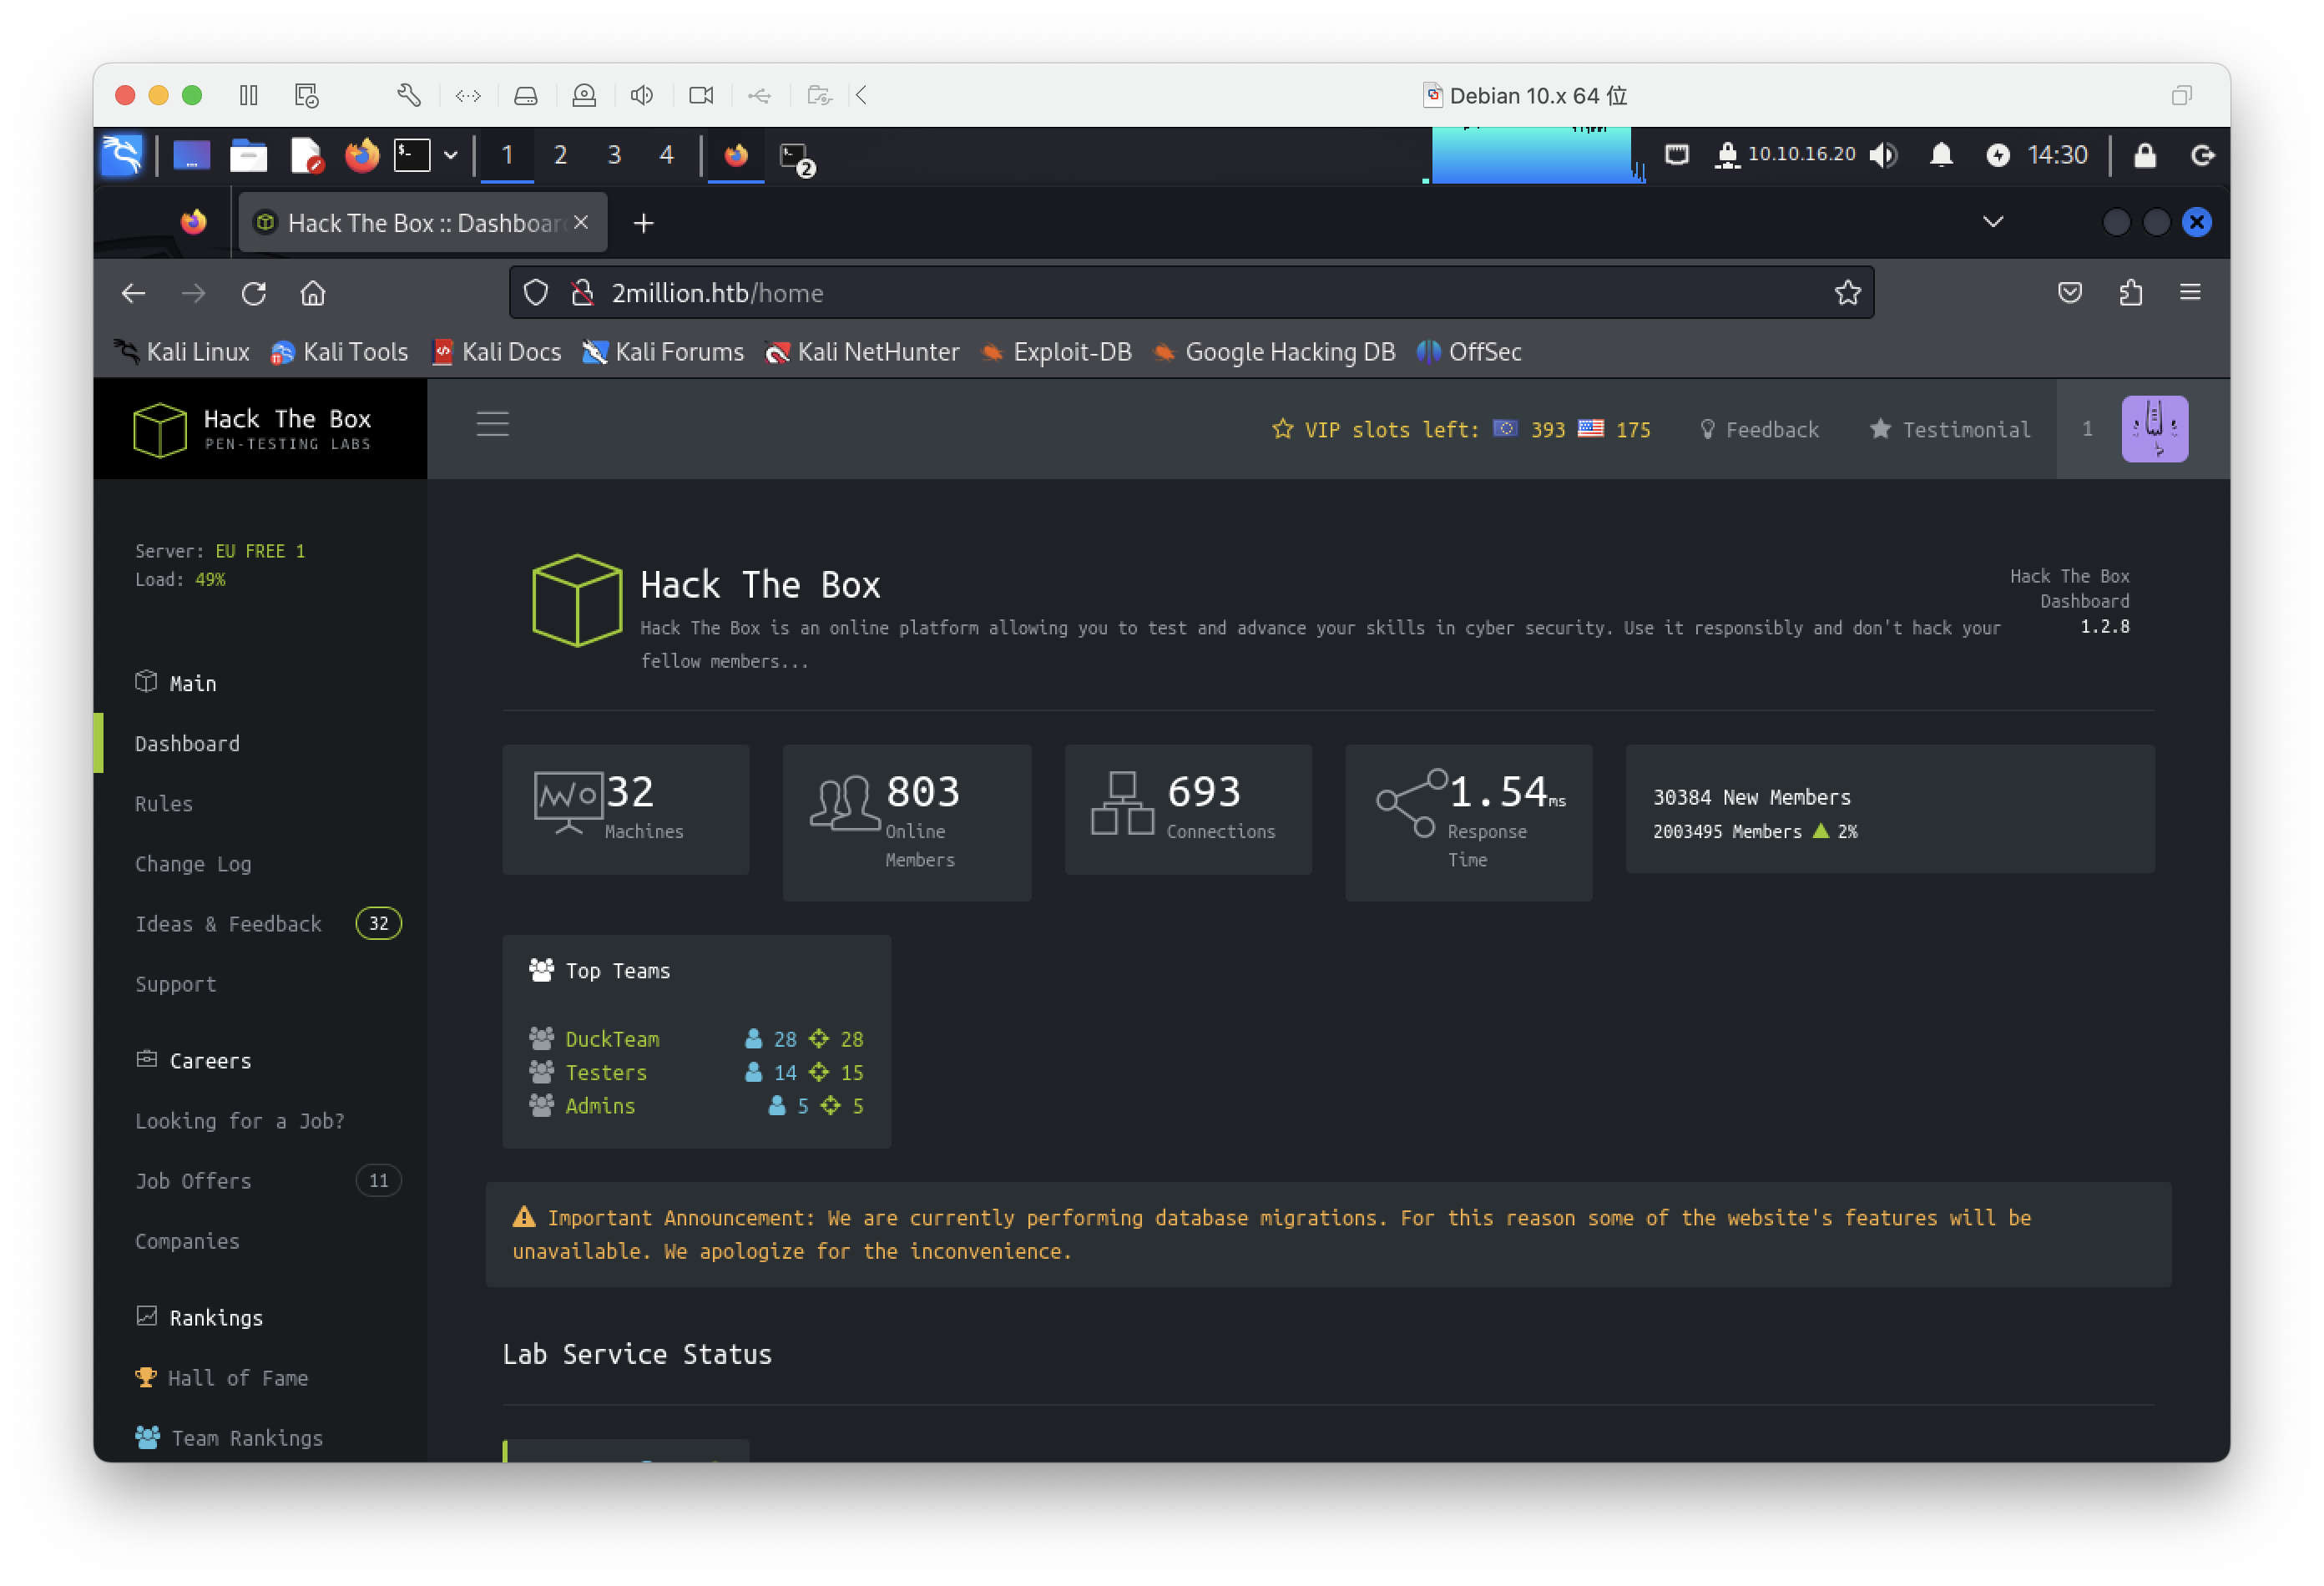 Debian 10.x 64 位
1 2 3 4
2
10.10.16.20
14:30
Hack The Box :: Dashboar
2million.htb/home
Kali Linux Kali Tools Kali Docs Kali Forums Kali NetHunter Exploit-DB Google Hacking DB OffSec
Hack The Box
PEN-TESTING LABS
VIP slots left: 393 175 Feedback Testimonial 1
Server: EU FREE 1
Load: 49%
Main
Dashboard
Rules
Change Log
Ideas & Feedback 32
Support
Careers
Looking for a Job?
Job Offers 11
Companies
Rankings
Hall of Fame
Team Rankings
Hack The Box
Hack The Box is an online platform allowing you to test and advance your skills in cyber security. Use it responsibly and don't hack your
fellow members...
Hack The Box
Dashboard
1.2.8
32
Machines
803
Online
Members
693
Connections
1.54ms
Response
Time
30384 New Members
2003495 Members 2%
Top Teams
DuckTeam 28 28
Testers 14 15
Admins 5 5
Important Announcement: We are currently performing database migrations. For this reason some of the website's features will be
unavailable. We apologize for the inconvenience.
Lab Service Status